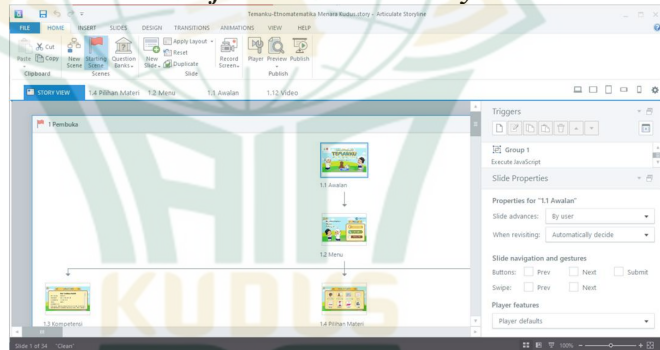 Temanku-Etnomatematika Menara Kudus.story - Articulate Storyline
FILE HOME INSERT SLIDES DESIGN TRANSITIONS ANIMATIONS VIEW HELP
Paste Cut Copy
New Scene Starting Scene Question Banks
New Slide Apply Layout Reset Duplicate
Record Screen
Player Preview Publish
Clipboard Scenes Slide Publish
STORY VIEW 1.4 Pilihan Materi 1.2 Menu 1.1 Awalan 1.12 Video
1 Pembuka
TEMANKU
1.1 Awalan
1.2 Menu
1.3 Kompetensi
1.4 Pilihan Materi
Triggers
Group 1
Execute JavaScript
Slide Properties
Properties for "1.1 Awalan"
Slide advances: By user
When revisiting: Automatically decide
Slide navigation and gestures
Buttons: Prev Next Submit
Swipe: Prev Next
Player features
Player defaults
KUDUS
Slide 1 of 34 "Clean" 100%